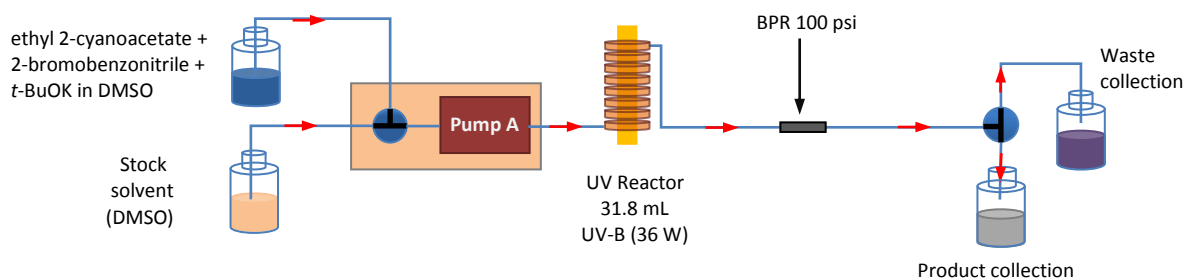 ethyl 2-cyanoacetate +
2-bromobenzonitrile +
t-BuOK in DMSO
Stock
solvent
(DMSO)
Pump A
UV Reactor
31.8 mL
UV-B (36 W)
BPR 100 psi
Waste
collection
Product collection